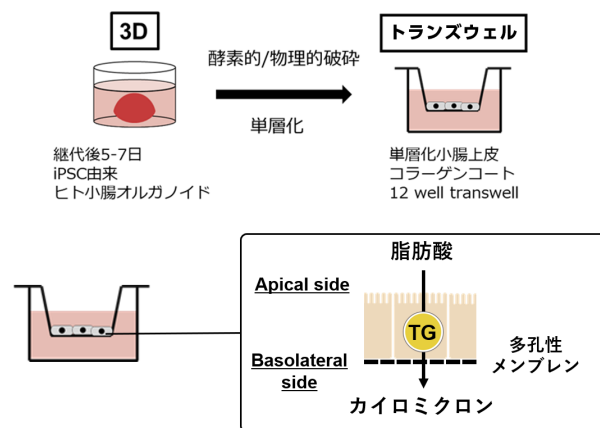 3D
酵素的/物理的破砕
単層化
トランズウェル
継代後5-7日
iPSC由来
ヒト小腸オルガノイド
単層化小腸上皮
コラーゲンコート
12 well transwell
脂肪酸
Apical side
TG
Basolateral
side
多孔性
メンブレン
カイロミクロン